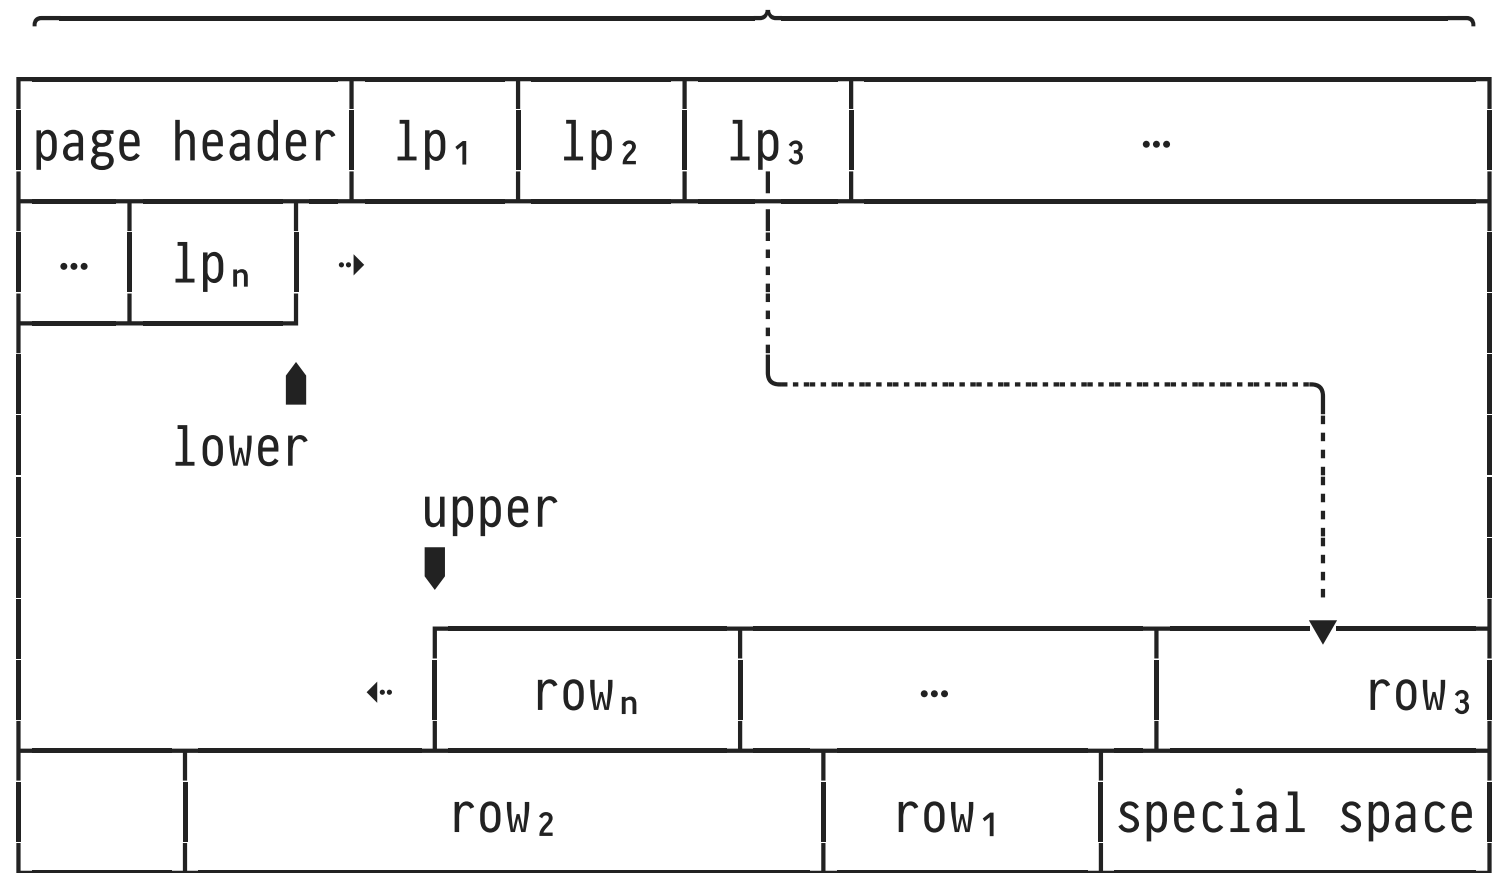 page header lp₁ lp₂ lp₃ …
… lpₙ
lower
upper
rowₙ … row₃
row₂ row₁ special space